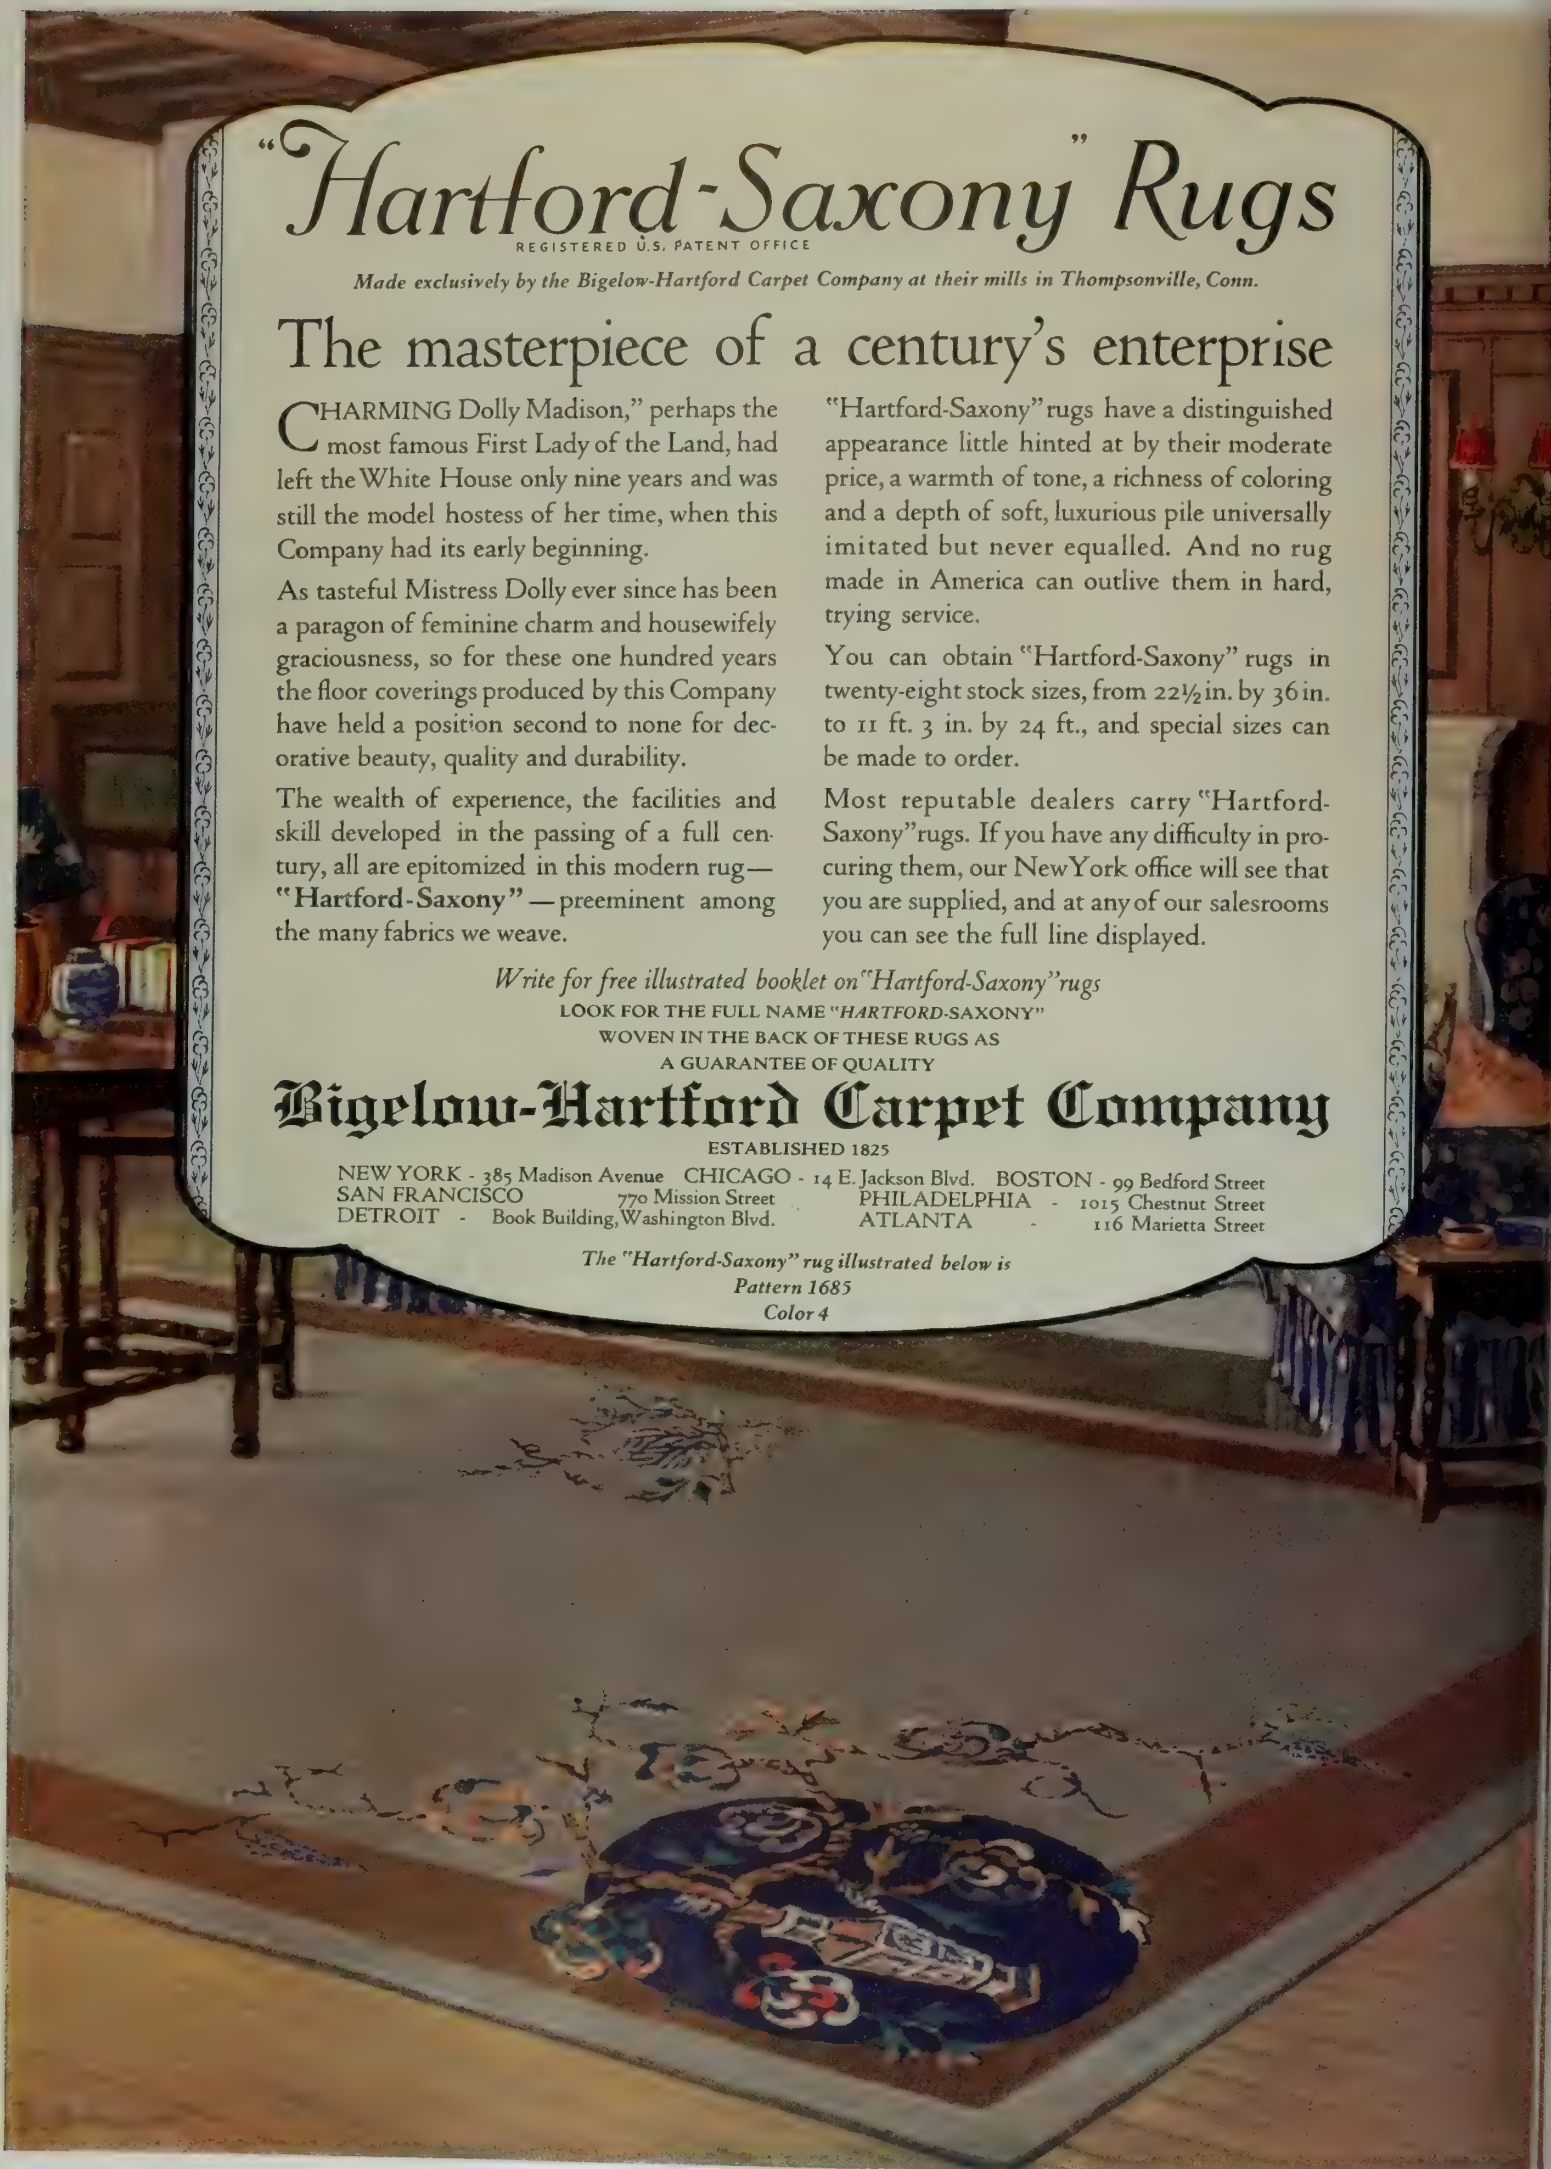 "Hartford-Saxony" Rugs
REGISTERED U.S. PATENT OFFICE
Made exclusively by the Bigelow-Hartford Carpet Company at their mills in Thompsonville, Conn.
The masterpiece of a century's enterprise
CHARMING Dolly Madison," perhaps the
most famous First Lady of the Land, had
left the White House only nine years and was
still the model hostess of her time, when this
Company had its early beginning.
As tasteful Mistress Dolly ever since has been
a paragon of feminine charm and housewifely
graciousness, so for these one hundred years
the floor coverings produced by this Company
have held a position second to none for dec-
orative beauty, quality and durability.
The wealth of experience, the facilities and
skill developed in the passing of a full cen-
tury, all are epitomized in this modern rug—
"Hartford-Saxony" — preeminent among
the many fabrics we weave.
"Hartford-Saxony" rugs have a distinguished
appearance little hinted at by their moderate
price, a warmth of tone, a richness of coloring
and a depth of soft, luxurious pile universally
imitated but never equalled. And no rug
made in America can outlive them in hard,
trying service.
You can obtain "Hartford-Saxony" rugs in
twenty-eight stock sizes, from 22½ in. by 36 in.
to 11 ft. 3 in. by 24 ft., and special sizes can
be made to order.
Most reputable dealers carry "Hartford-
Saxony" rugs. If you have any difficulty in pro-
curing them, our New York office will see that
you are supplied, and at any of our salesrooms
you can see the full line displayed.
Write for free illustrated booklet on "Hartford-Saxony" rugs
LOOK FOR THE FULL NAME "HARTFORD-SAXONY"
WOVEN IN THE BACK OF THESE RUGS AS
A GUARANTEE OF QUALITY
Bigelow-Hartford Carpet Company
ESTABLISHED 1825
NEW YORK - 385 Madison Avenue CHICAGO - 14 E. Jackson Blvd. BOSTON - 99 Bedford Street
SAN FRANCISCO 770 Mission Street PHILADELPHIA - 1015 Chestnut Street
DETROIT - Book Building, Washington Blvd. ATLANTA - 116 Marietta Street
The "Hartford-Saxony" rug illustrated below is
Pattern 1685
Color 4